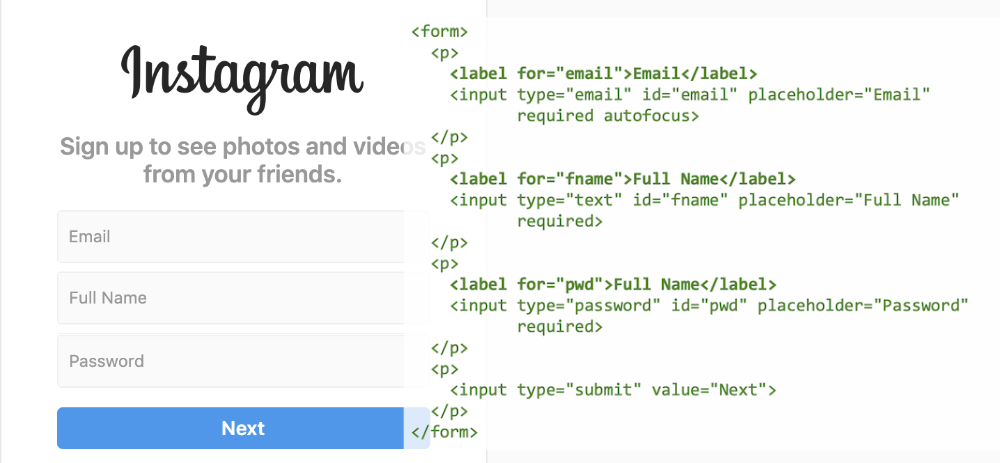 Instagram
Sign up to see photos and videos
from your friends.
Email
Full Name
Password
Next
<form>
<p>
<label for="email">Email</label>
<input type="email" id="email" placeholder="Email"
required autofocus>
</p>
<p>
<label for="fname">Full Name</label>
<input type="text" id="fname" placeholder="Full Name"
required>
</p>
<p>
<label for="pwd">Full Name</label>
<input type="password" id="pwd" placeholder="Password"
required>
</p>
<p>
<input type="submit" value="Next">
</p>
</form>